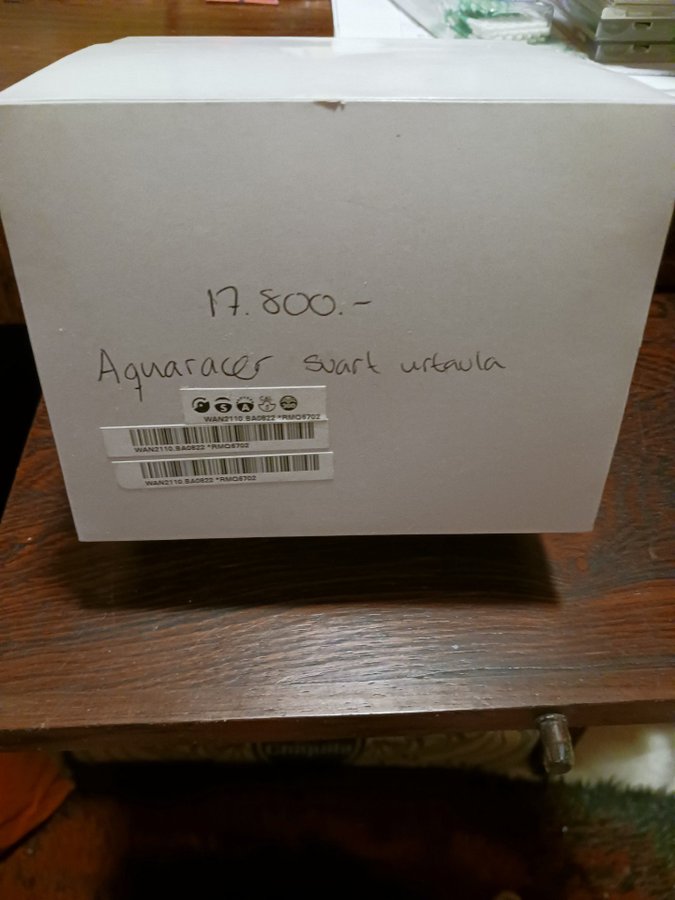 17.800.-
Aquaracer svart urtavla
WAN2110.BA0822 *RMQ6702
WAN2110.BA0822 *RMQ6702
WAN2110.BA0822 *RMQ6702